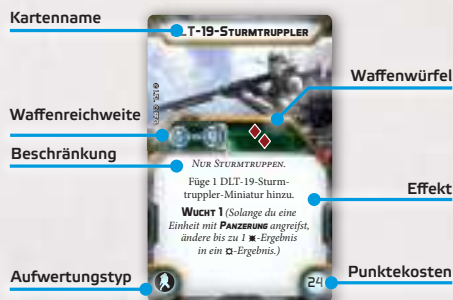 Kartenname
DLT-19-Sturmtruppler
Waffenwürfel
Waffenreichweite
Beschränkung
Nur Sturmtruppen.
Füge 1 DLT-19-Sturm-
truppler-Miniatur hinzu.
Effekt
Wucht 1 (Solange du eine
Einheit mit Panzerung angreifst,
ändere bis zu 1 -Ergebnis
in ein -Ergebnis.)
Aufwertungstyp
24
Punktekosten